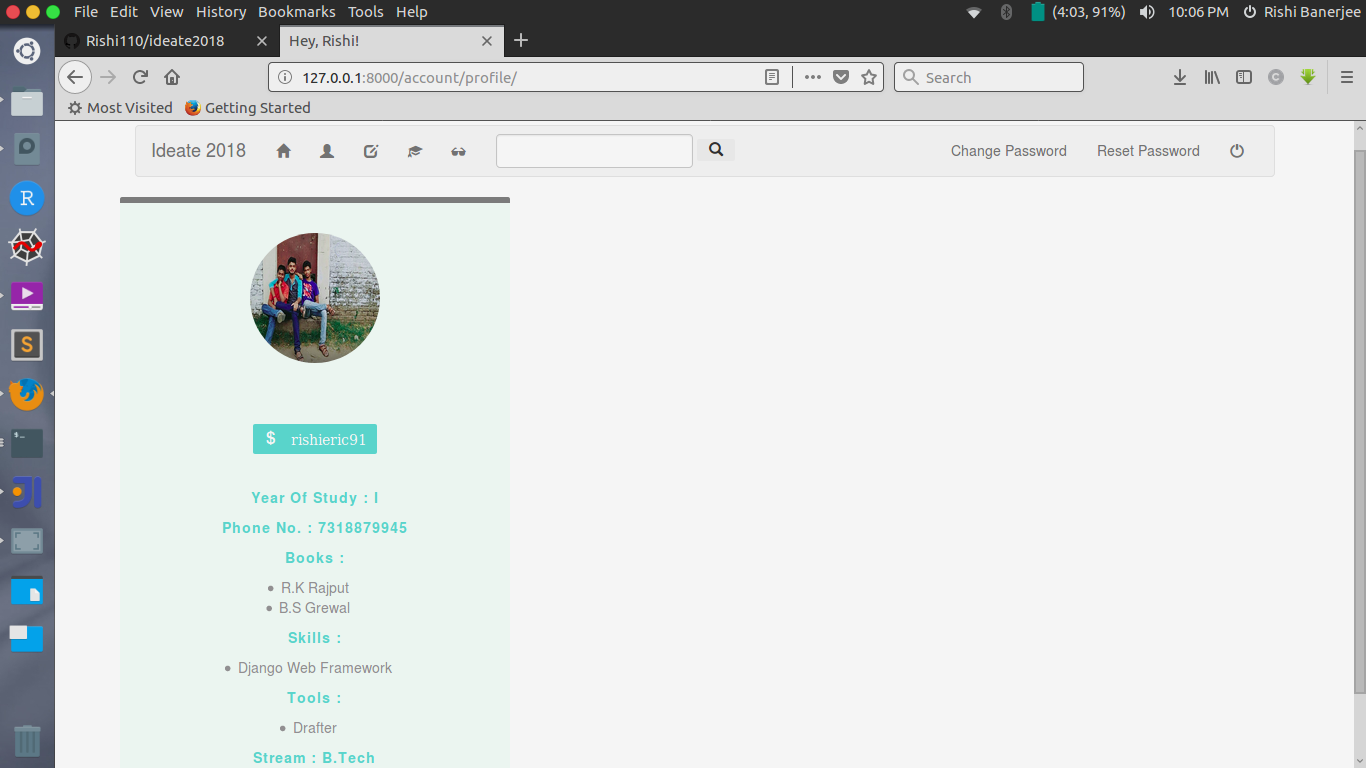 File Edit View History Bookmarks Tools Help (4:03, 91%) 10:06 PM Rishi Banerjee
Rishi110/ideate2018 Hey, Rishi!
127.0.0.1:8000/account/profile/ Search
Most Visited Getting Started
Ideate 2018 Change Password Reset Password
$ rishieric91
Year Of Study : I
Phone No. : 7318879945
Books :
• R.K Rajput
• B.S Grewal
Skills :
• Django Web Framework
Tools :
• Drafter
Stream : B.Tech